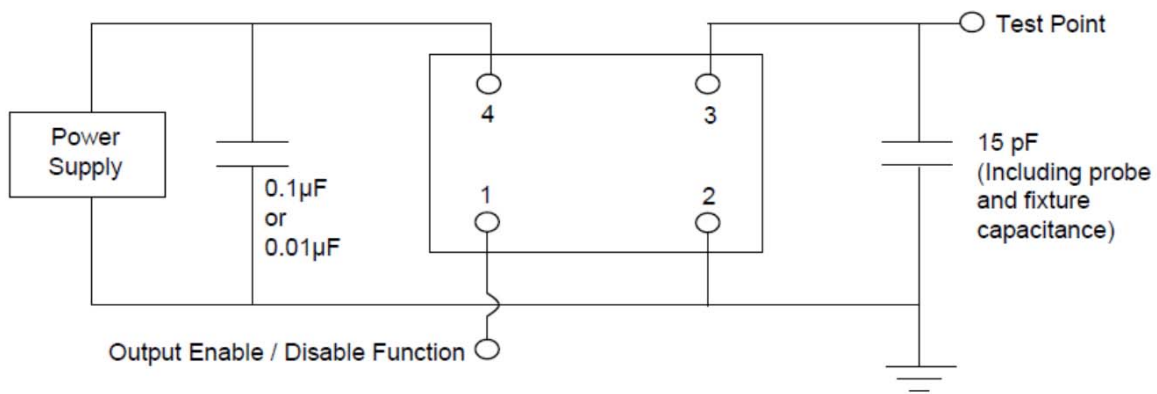 Test Point
Power
Supply
4
3
15 pF
(Including probe
and fixture
capacitance)
0.1µF
or
0.01µF
1
2
Output Enable / Disable Function